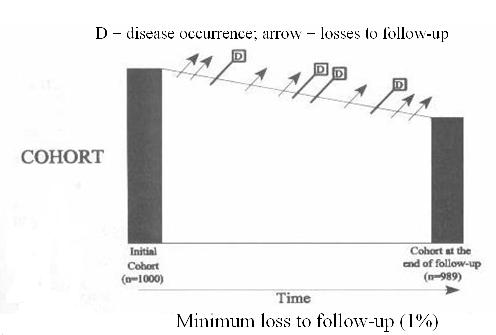 D – disease occurrence; arrow – losses to follow-up
D
D
D
D
COHORT
Initial
Cohort
(n=1000)
Cohort at the
end of follow-up
(n=989)
Time
Minimum loss to follow-up (1%)